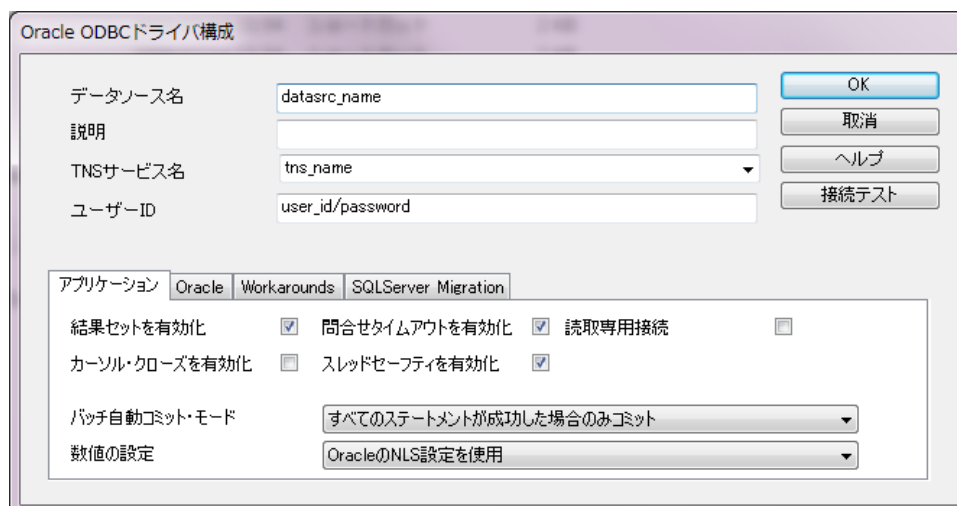 Oracle ODBCドライバ構成
データソース名 datasrc_name OK
説明 取消
TNSサービス名 tns_name ヘルプ
ユーザーID user_id/password 接続テスト
アプリケーション Oracle Workarounds SQLServer Migration
結果セットを有効化 問合せタイムアウトを有効化 読取専用接続
カーソル・クローズを有効化 スレッドセーフティを有効化
バッチ自動コミット・モード すべてのステートメントが成功した場合のみコミット
数値の設定 OracleのNLS設定を使用